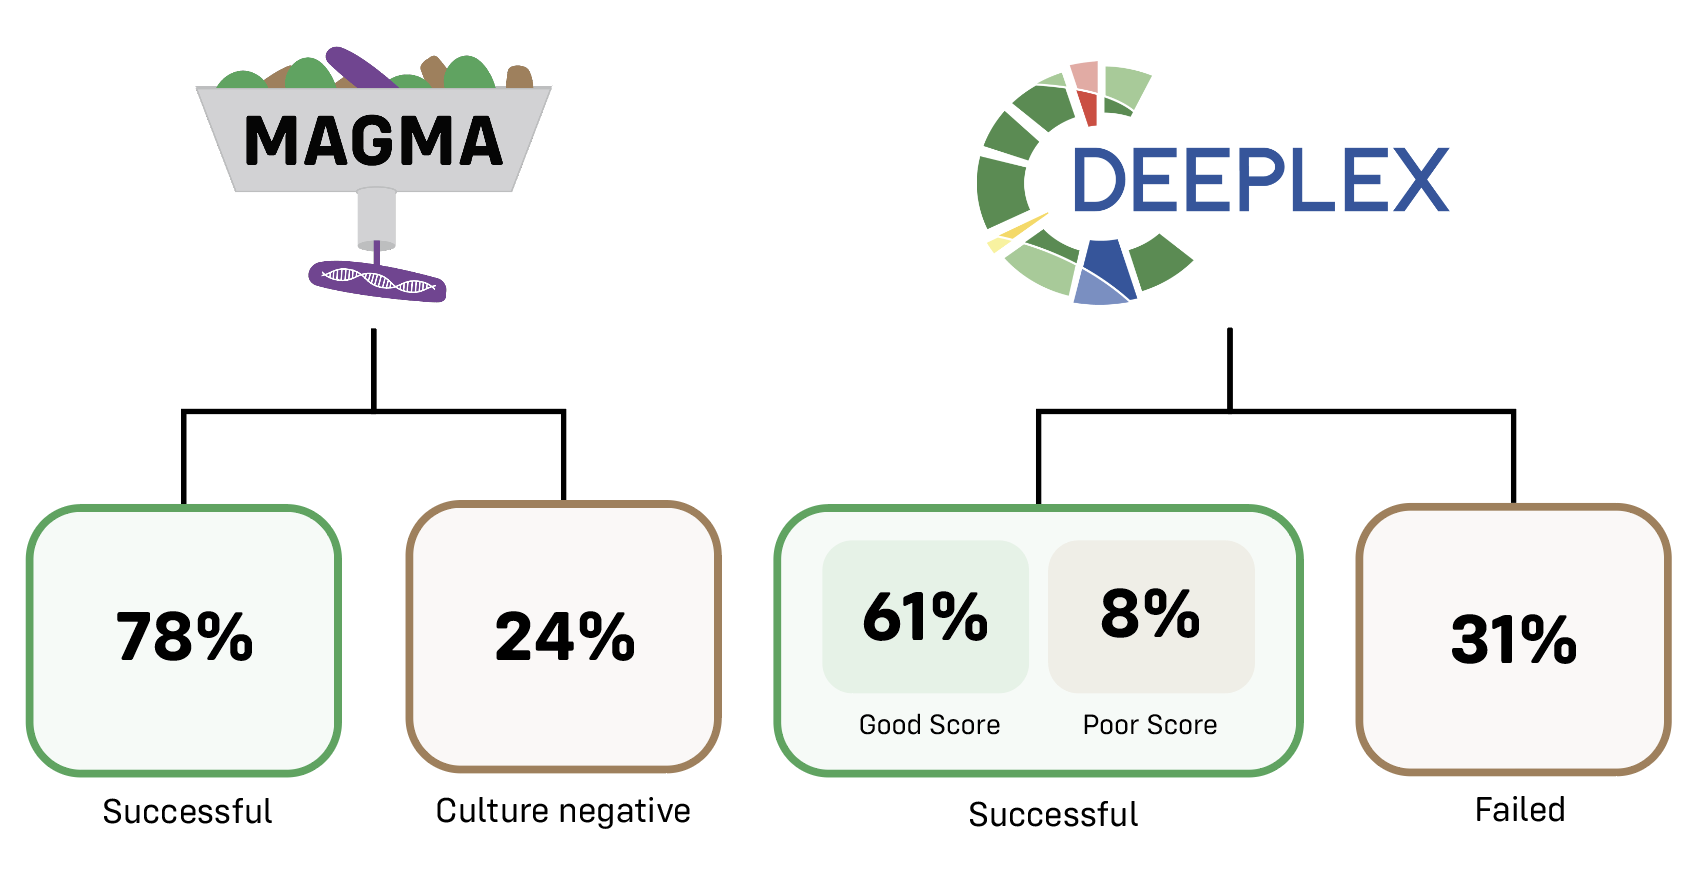 MAGMA
DEEPLEX
78%
Successful
24%
Culture negative
61%
Good Score
8%
Poor Score
Successful
31%
Failed